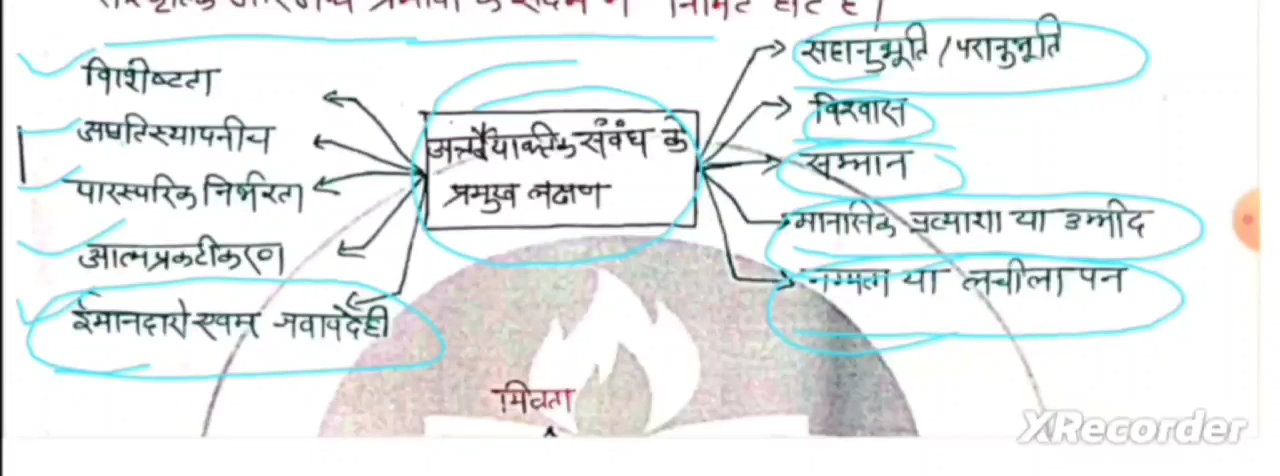 विशिष्टता
अप्रतिस्थापनीय
पारस्परिक निर्भरता
आत्मप्रकटीकरण
ईमानदारी एवम् जवाबदेही
अन्तर्वैयाक्तिक संबंध के
प्रमुख लक्षण
सहानुभूति / परानुभूति
विश्वास
सम्मान
मानसिक प्रत्याशा या उम्मीद
नम्यता या लचीला पन
मित्रता
XRecorder